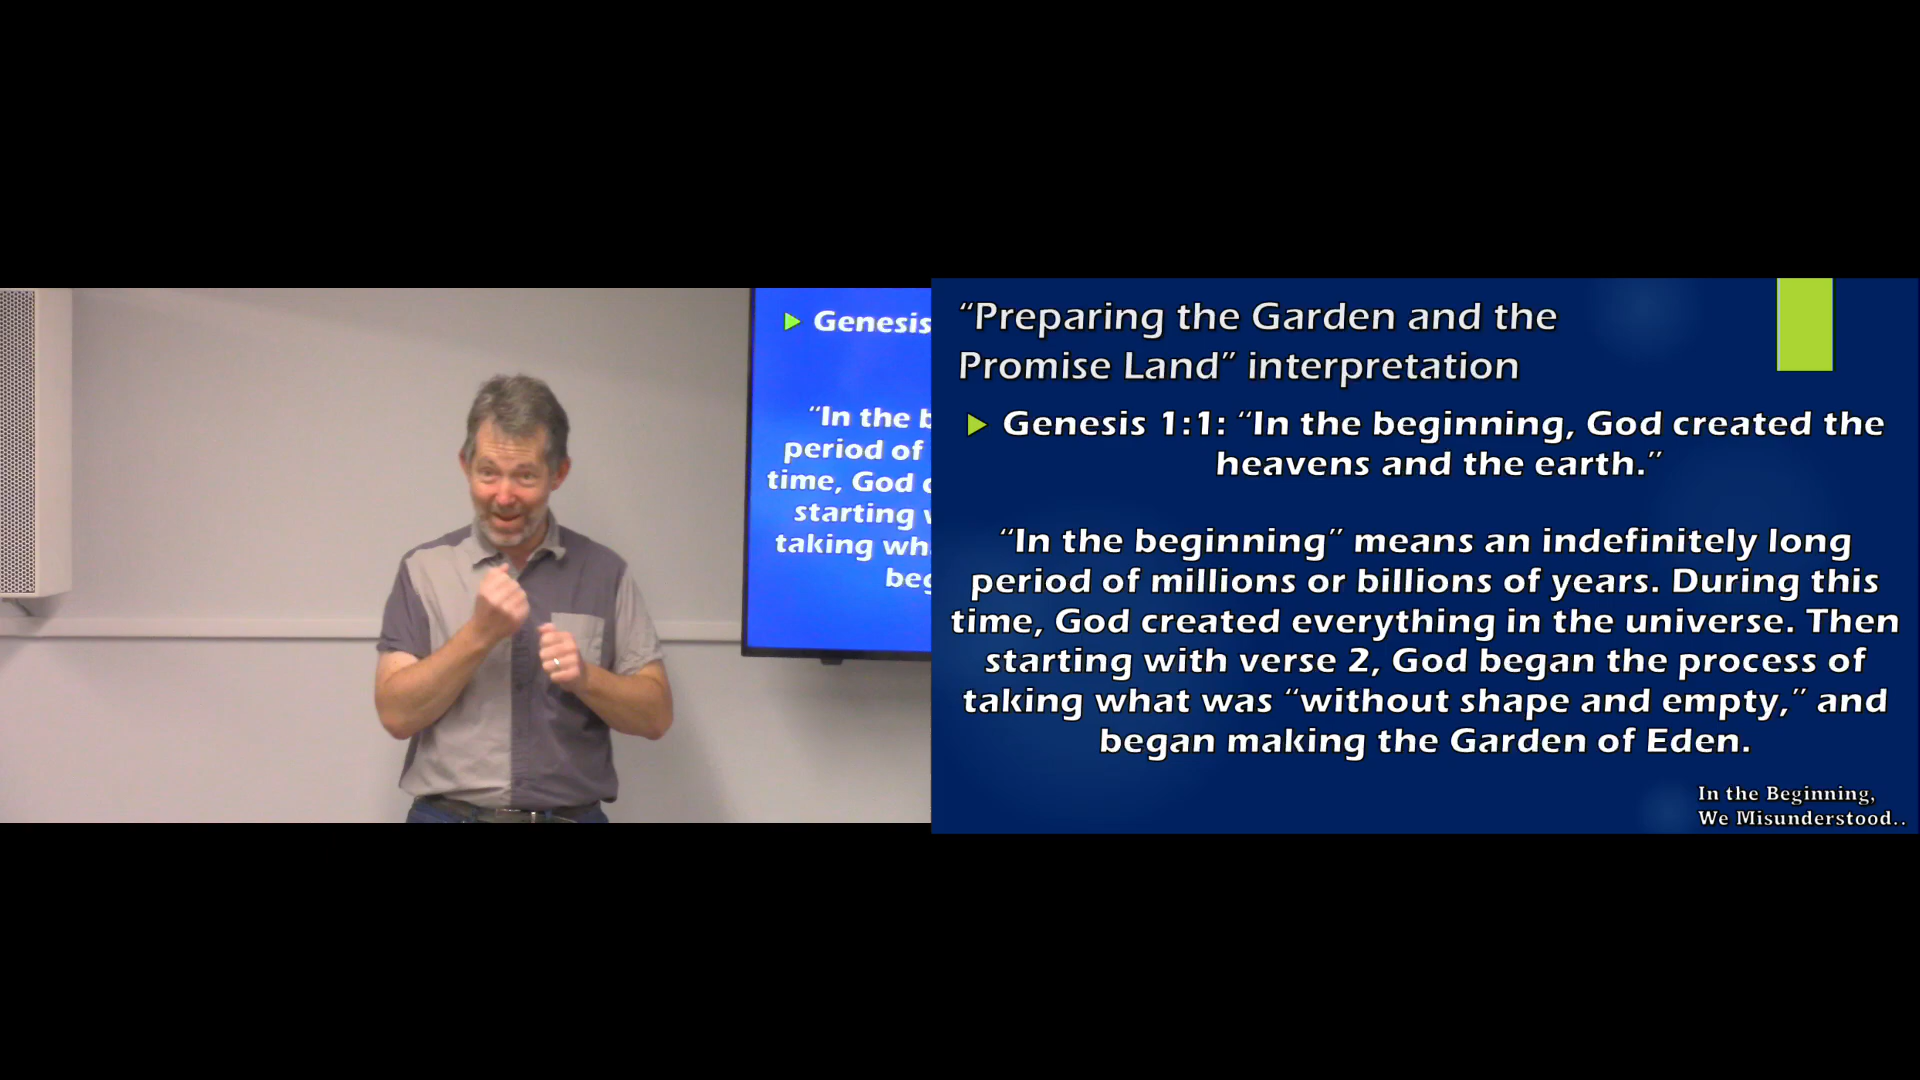 Genesis
“In the b
period of
time, God c
starting w
taking wh
beg
“Preparing the Garden and the
Promise Land” interpretation
Genesis 1:1: “In the beginning, God created the
heavens and the earth.”
“In the beginning” means an indefinitely long
period of millions or billions of years. During this
time, God created everything in the universe. Then
starting with verse 2, God began the process of
taking what was “without shape and empty,” and
began making the Garden of Eden.
In the Beginning,
We Misunderstood..